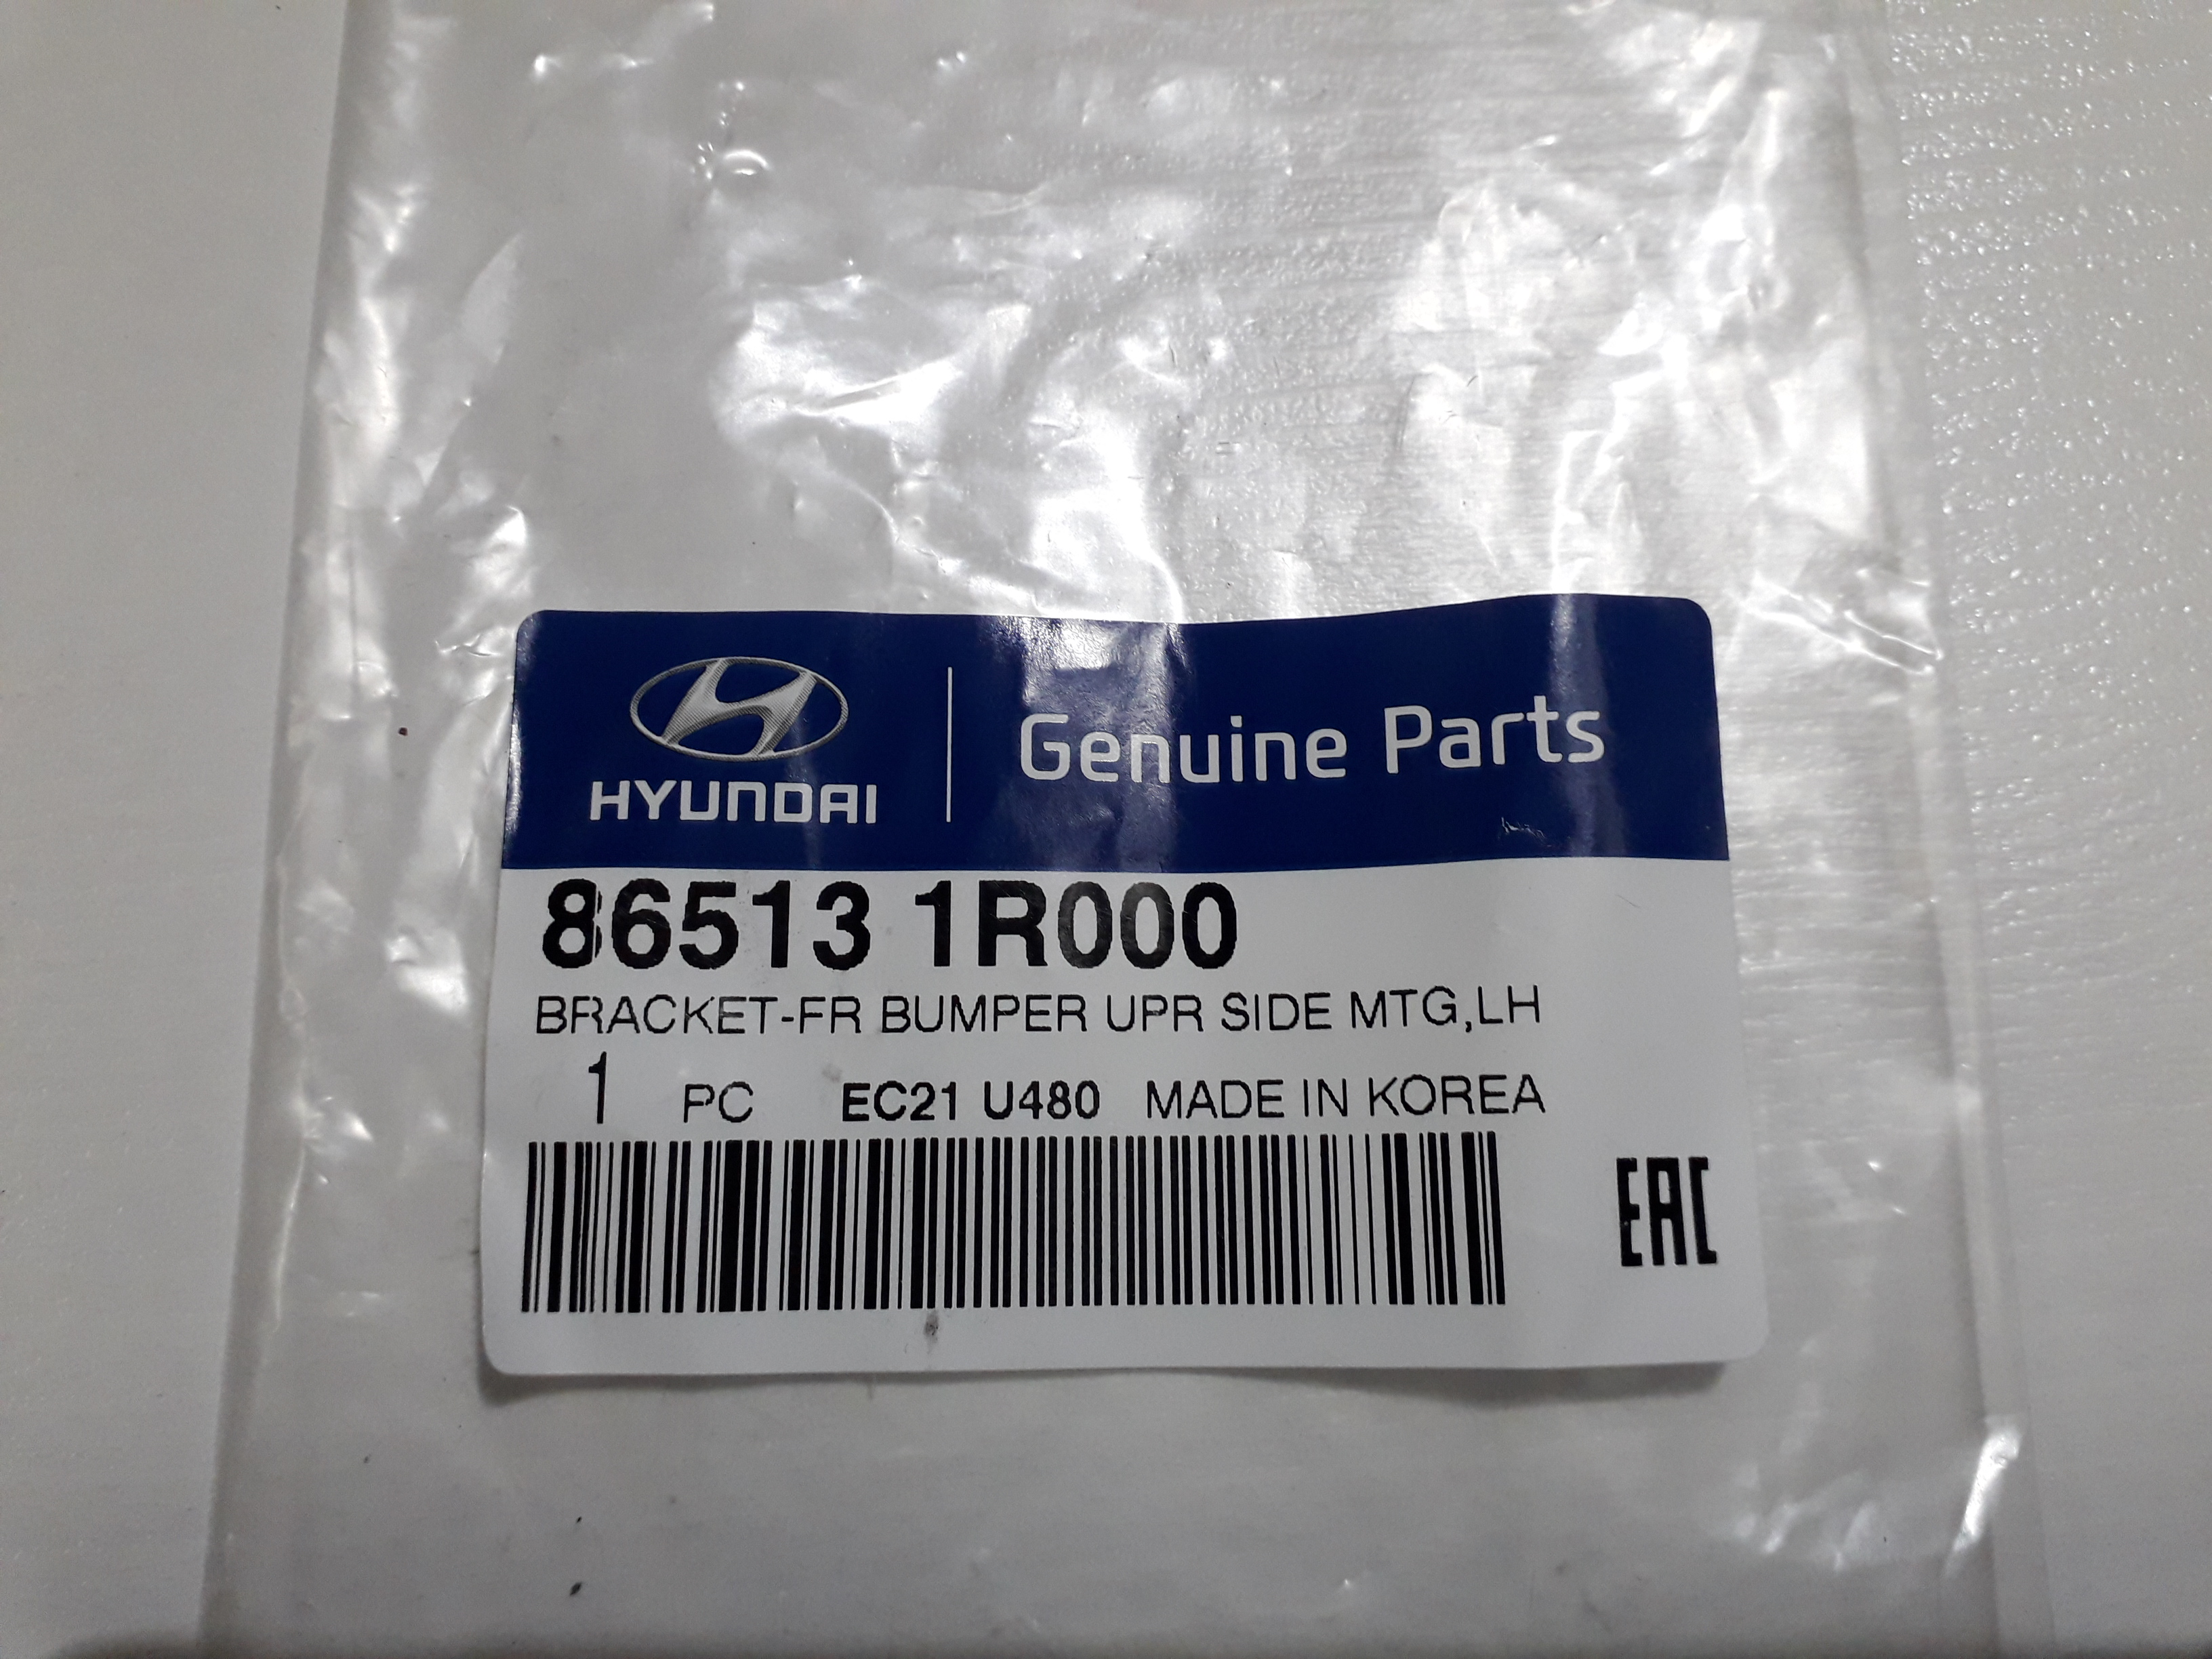 HYUNDAI
Genuine Parts
86513 1R000
BRACKET-FR BUMPER UPR SIDE MTG,LH
1 PC EC21 U480 MADE IN KOREA
EAC